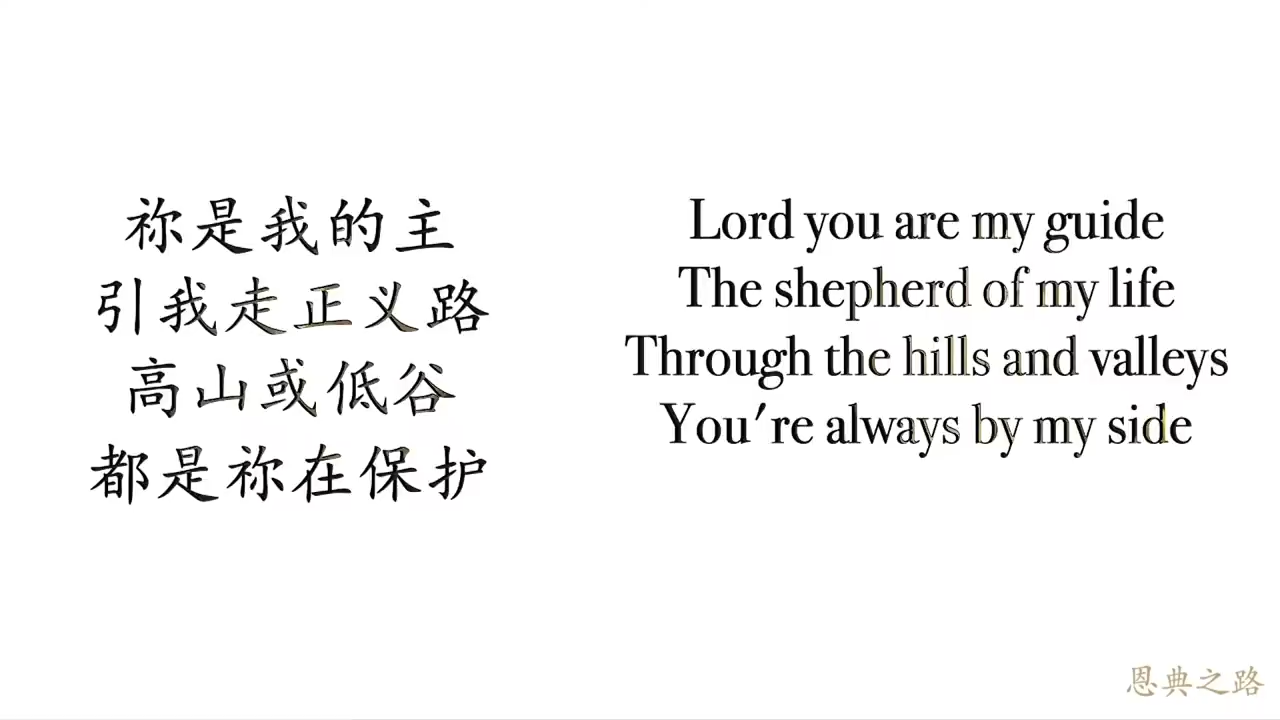 祢是我的主
引我走正义路
高山或低谷
都是祢在保护
Lord you are my guide
The shepherd of my life
Through the hills and valleys
You're always by my side
恩典之路